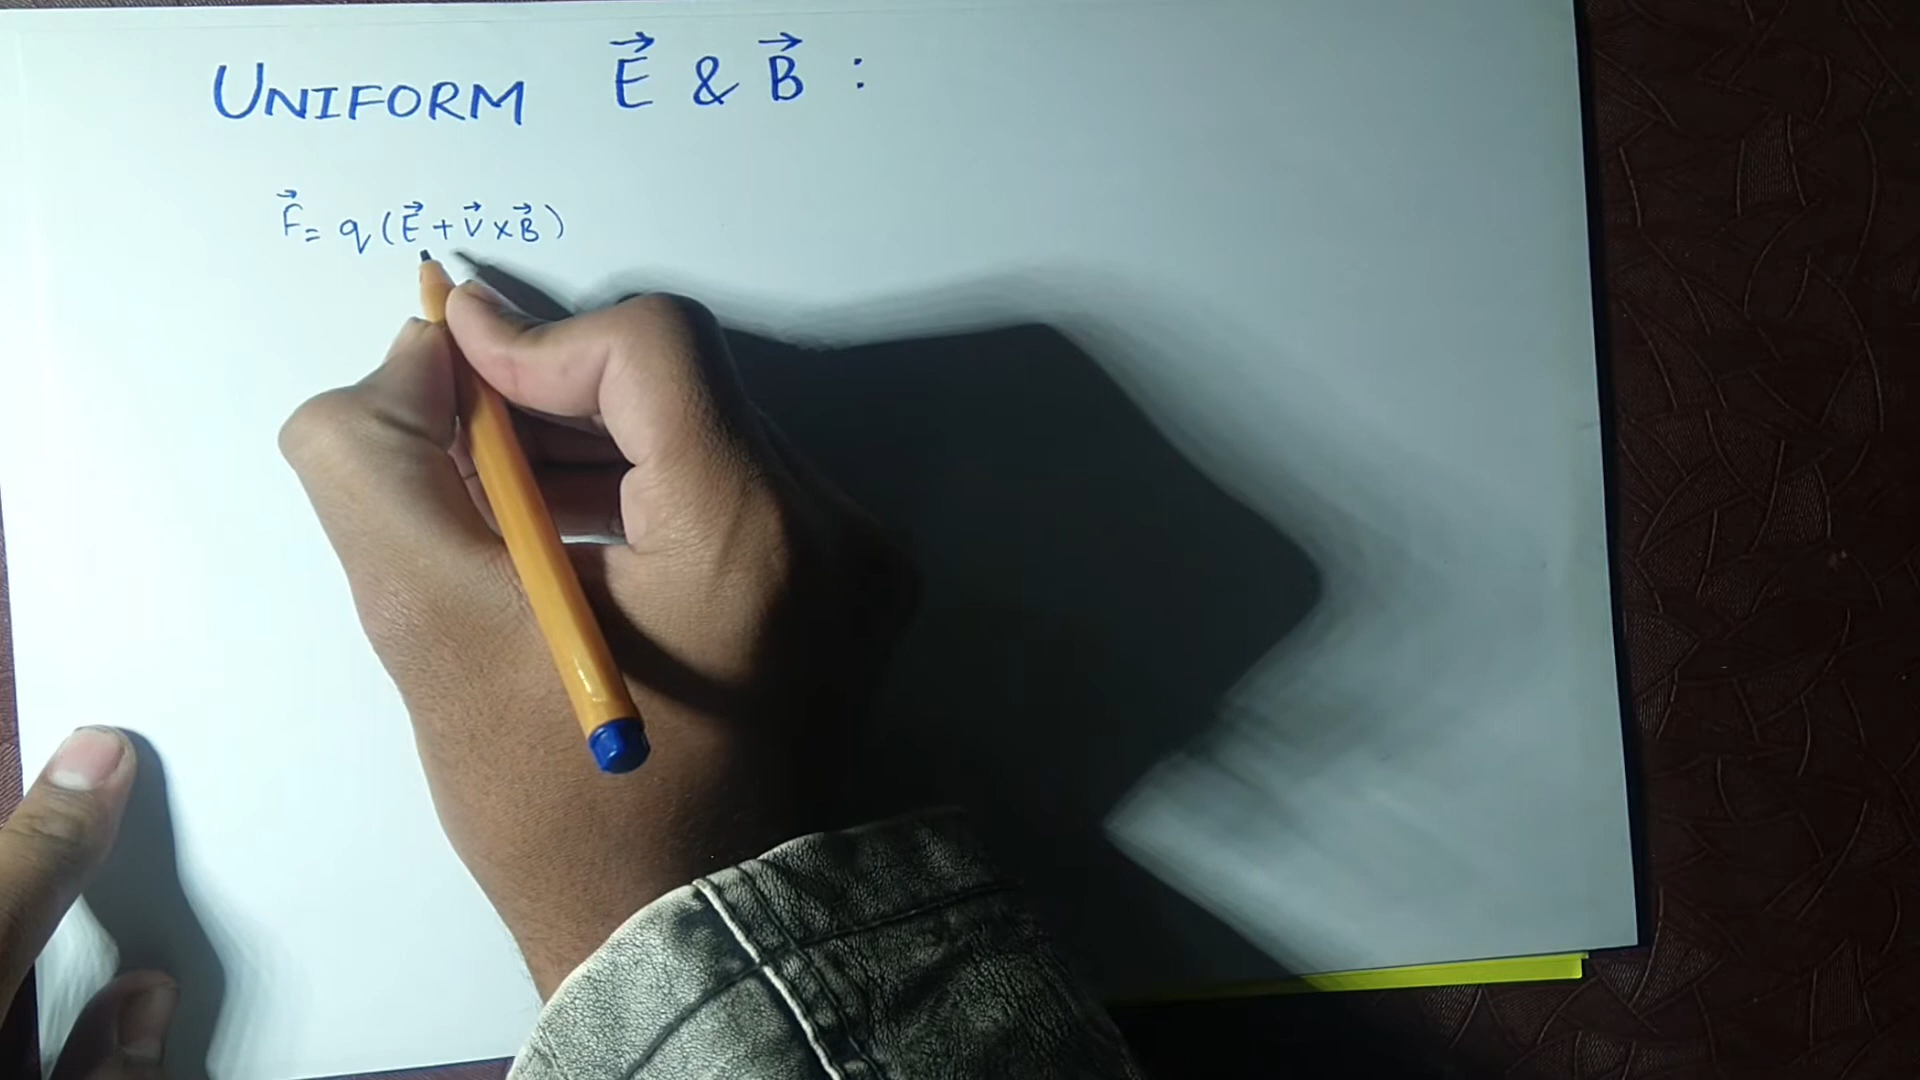 UNIFORM E⃗ & B⃗ :
F⃗ = q (E⃗ + v⃗ × B⃗)